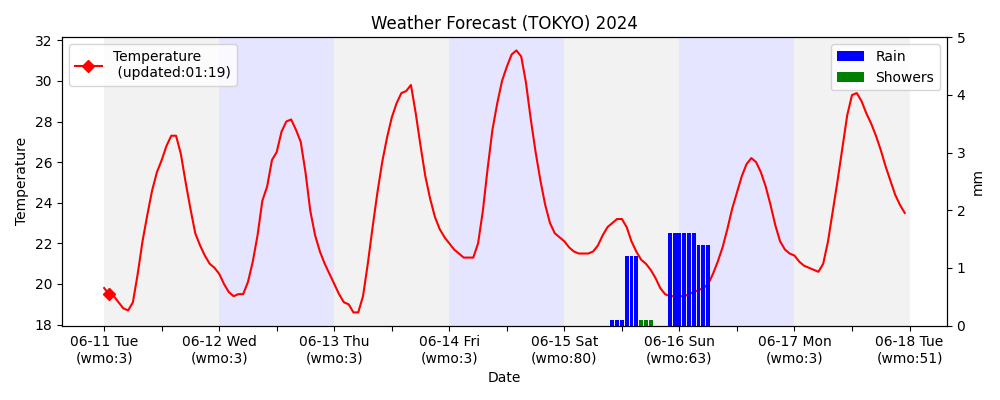 Weather Forecast (TOKYO) 2024
Temperature
(updated:01:19)
Rain
Showers
Temperature
32
30
28
26
24
22
20
18
5
4
3
2
1
0
mm
06-11 Tue
(wmo:3)
06-12 Wed
(wmo:3)
06-13 Thu
(wmo:3)
06-14 Fri
(wmo:3)
06-15 Sat
(wmo:80)
06-16 Sun
(wmo:63)
06-17 Mon
(wmo:3)
06-18 Tue
(wmo:51)
Date